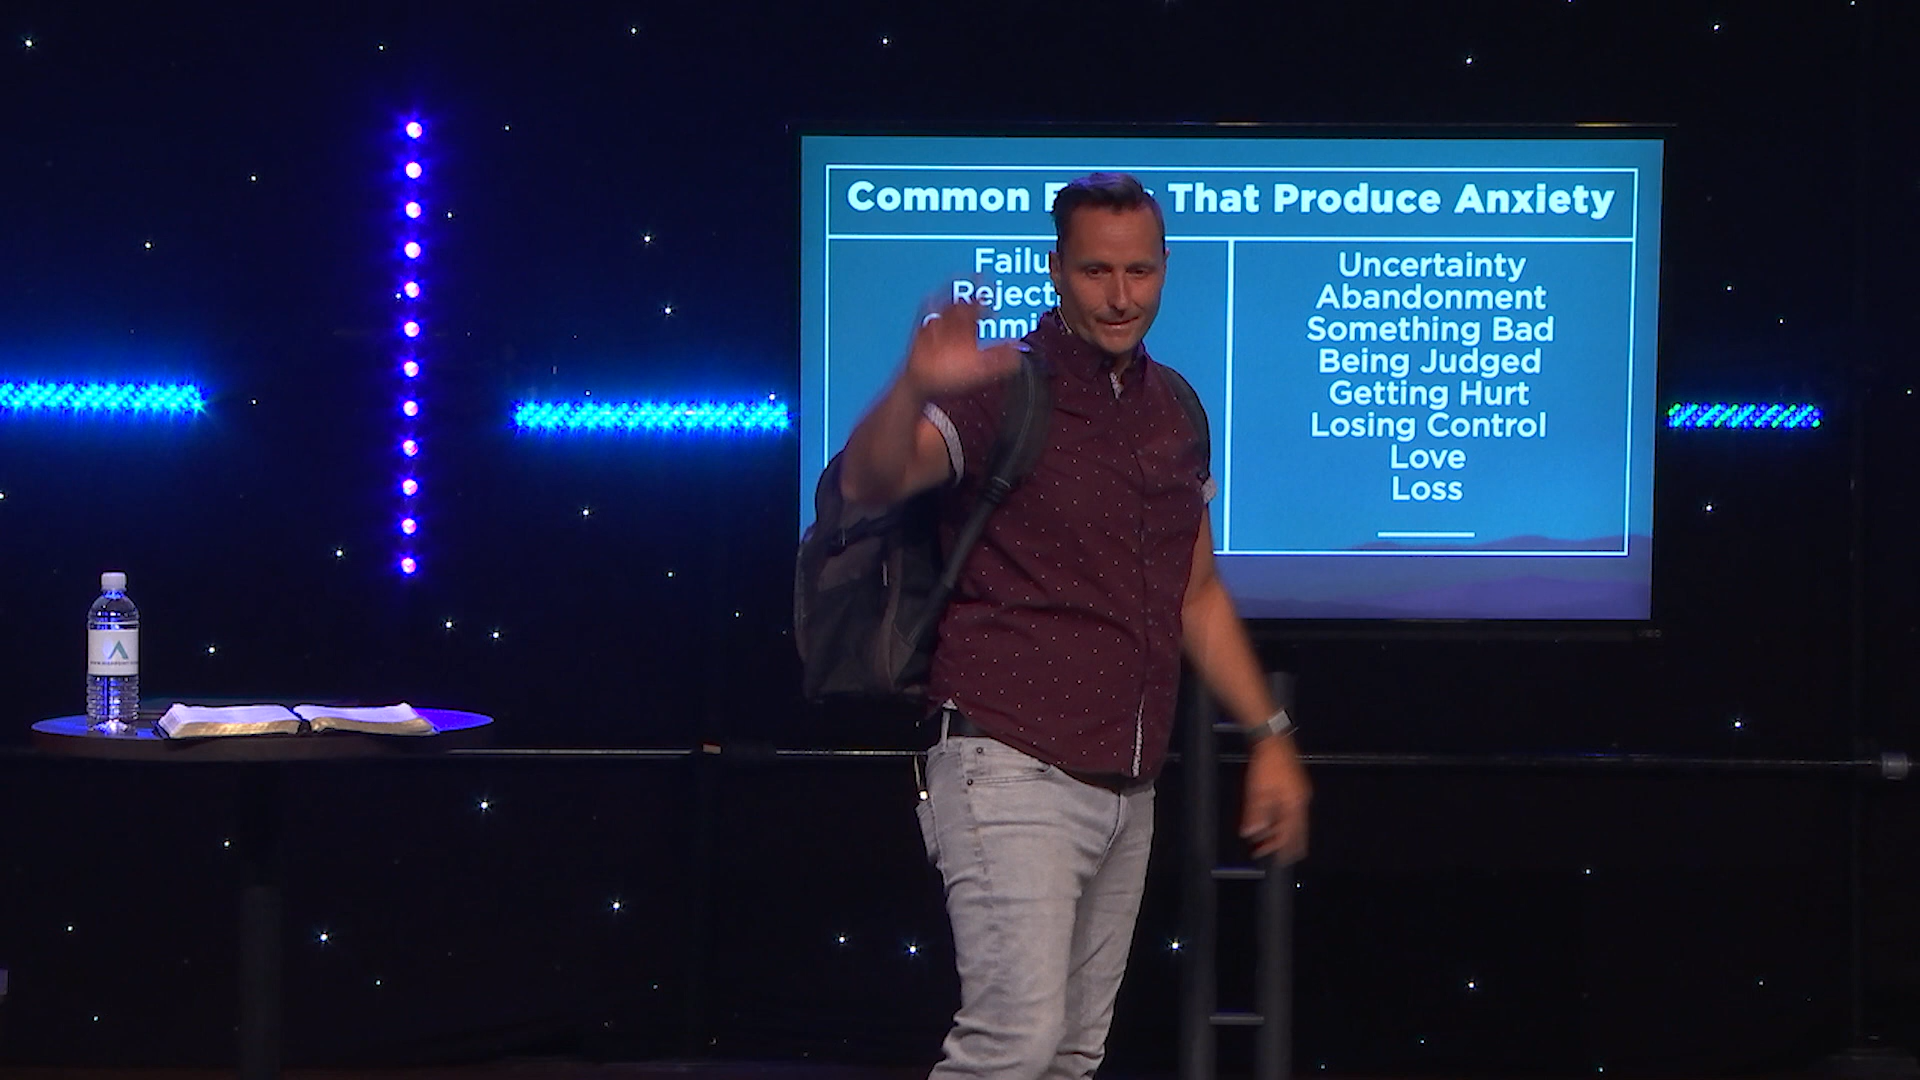 Common That Produce Anxiety
Uncertainty
Abandonment
Something Bad
Being Judged
Getting Hurt
Losing Control
Love
Loss